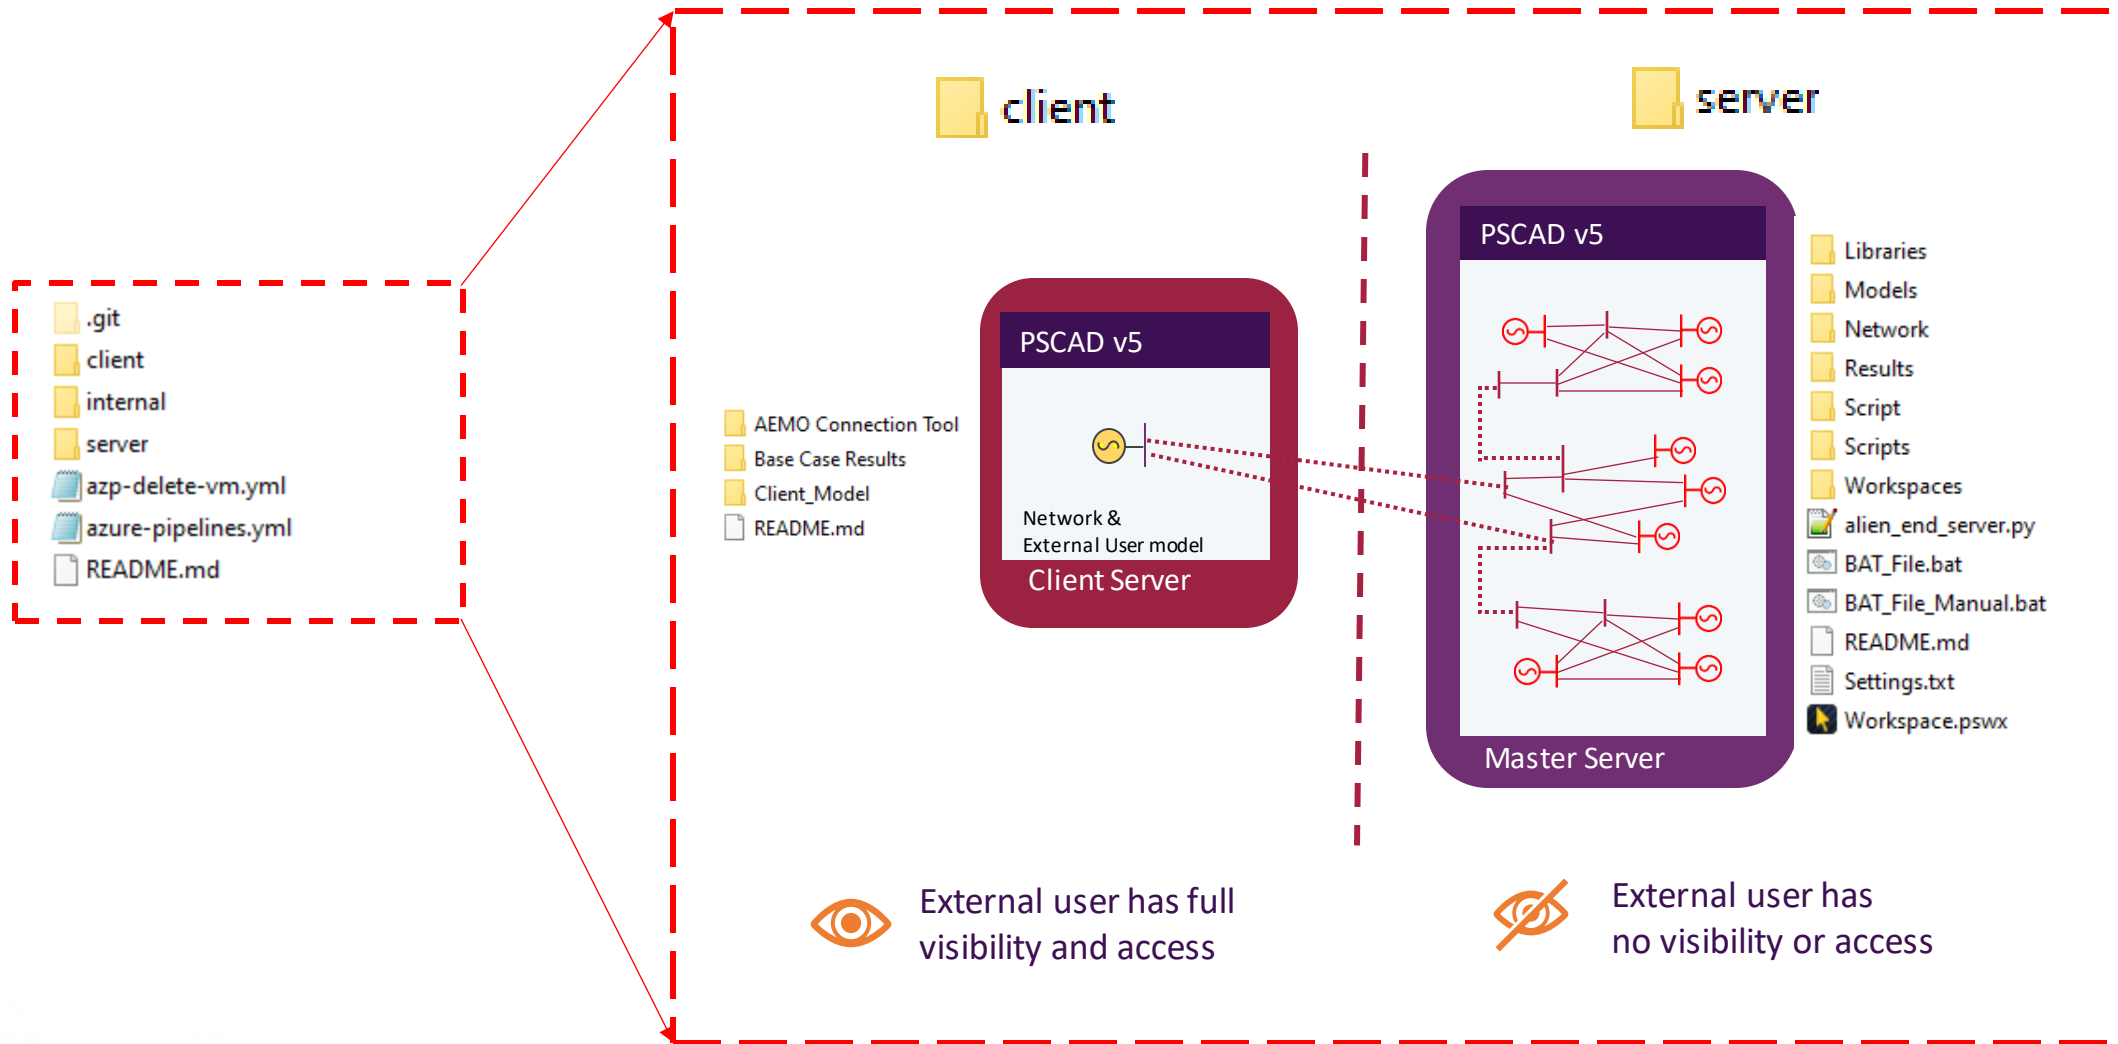 .git
client
internal
server
azp-delete-vm.yml
azure-pipelines.yml
README.md
client
AEMO Connection Tool
Base Case Results
Client_Model
README.md
PSCAD v5
Network &
External User model
Client Server
External user has full
visibility and access
server
PSCAD v5
Master Server
Libraries
Models
Network
Results
Script
Scripts
Workspaces
alien_end_server.py
BAT_File.bat
BAT_File_Manual.bat
README.md
Settings.txt
Workspace.pswx
External user has
no visibility or access